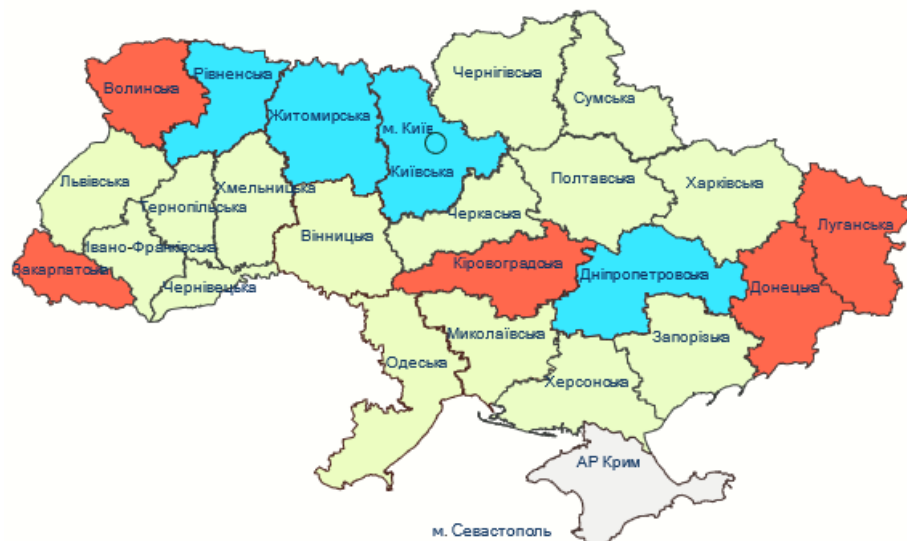 Чернігівська
Рівненська
Волинська
Сумська
Житомирська
м. Київ
Київська
Полтавська
Харківська
Львівська
Хмельницька
Тернопільська
Черкаська
Луганська
Вінницька
Івано-Франківська
Закарпатська
Кіровоградська
Дніпропетровська
Донецька
Чернівецька
Миколаївська
Запорізька
Одеська
Херсонська
АР Крим
м. Севастополь